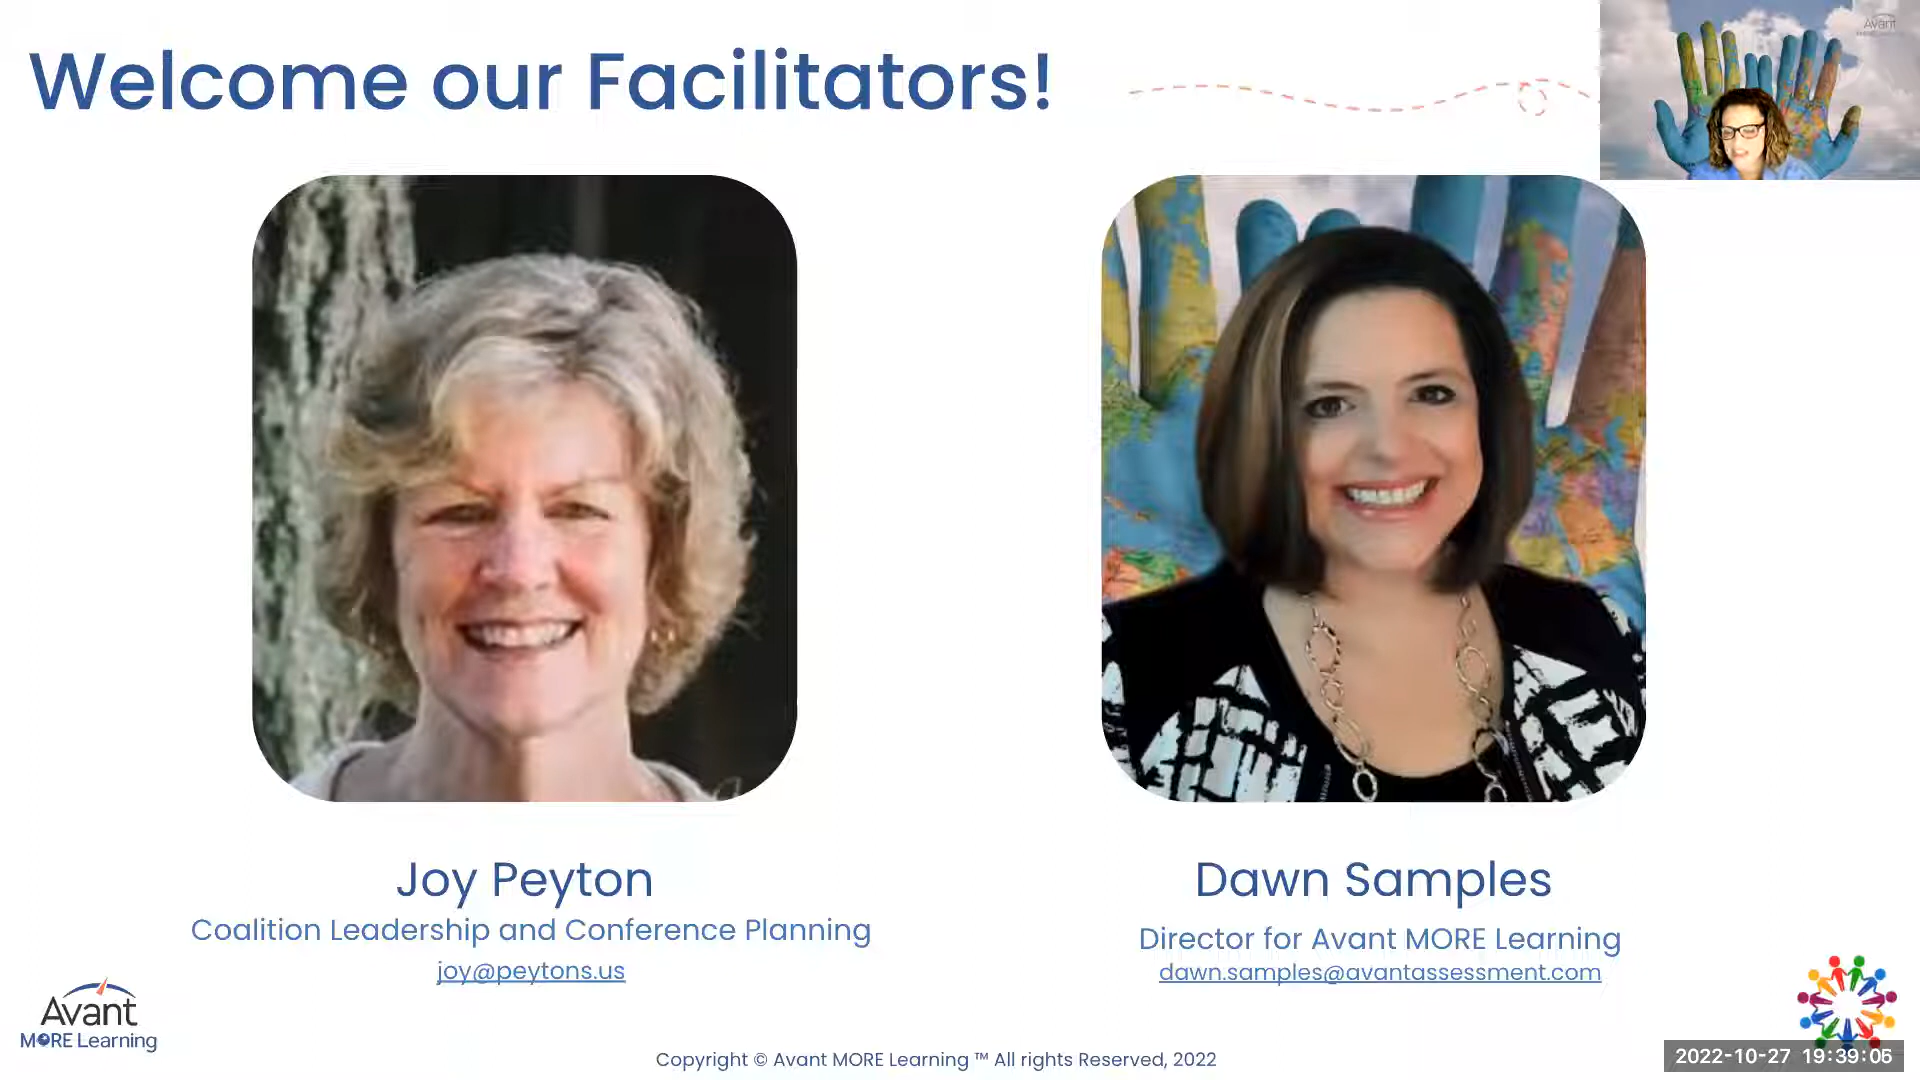 Welcome our Facilitators!
Avant
Joy Peyton
Coalition Leadership and Conference Planning
joy@peytons.us
Dawn Samples
Director for Avant MORE Learning
dawn.samples@avantassessment.com
Avant
MORE Learning
Copyright © Avant MORE Learning ™ All rights Reserved, 2022
2022-10-27 19:39:06